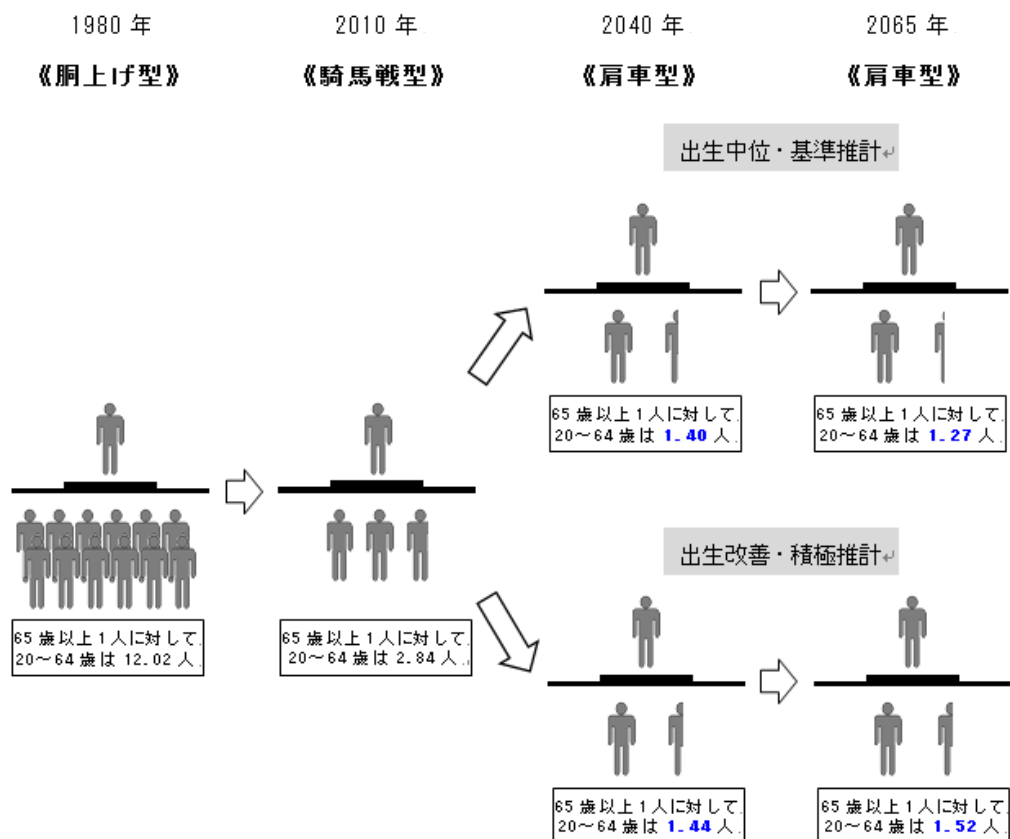 1980 年
2010 年
2040 年
2065 年
《胴上げ型》
《騎馬戦型》
《肩車型》
《肩車型》
出生中位・基準推計↵
65 歳以上1人に対して、
20～64 歳は 1.40 人
65 歳以上1人に対して、
20～64 歳は 1.27 人
65 歳以上1人に対して、
20～64 歳は 12.02 人
65 歳以上1人に対して、
20～64 歳は 2.84 人
出生改善・積極推計↵
65 歳以上1人に対して、
20～64 歳は 1.44 人
65 歳以上1人に対して、
20～64 歳は 1.52 人